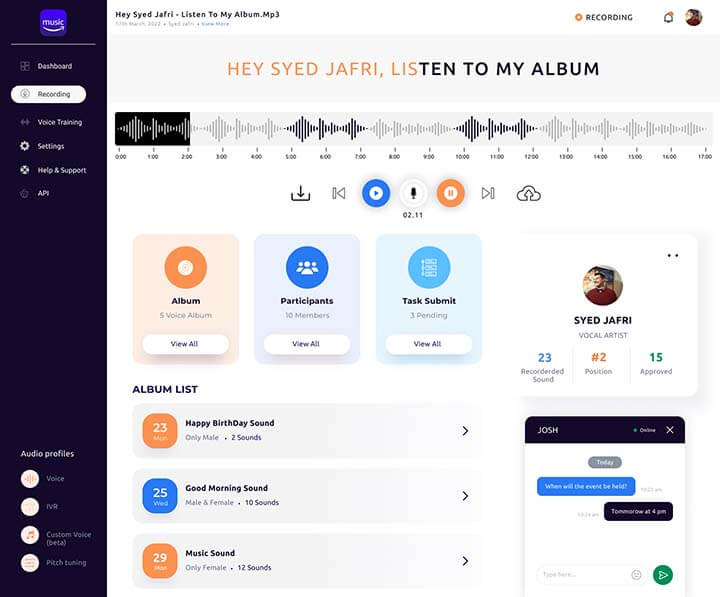 music
Dashboard
Recording
Voice Training
Settings
Help & Support
API
Audio profiles
Voice
IVR
Custom Voice
(beta)
Pitch tuning
Hey Syed Jafri - Listen To My Album.Mp3
17th March, 2022 • Syed Jafri • View More
RECORDING
HEY SYED JAFRI, LISTEN TO MY ALBUM
0:00 1:00 2:00 3:00 4:00 5:00 6:00 7:00 8:00 9:00 10:00 11:00 12:00 13:00 14:00 15:00 16:00 17:00
02.11
Album
5 Voice Album
View All
Participants
10 Members
View All
Task Submit
3 Pending
View All
SYED JAFRI
VOCAL ARTIST
23
Recorderded
Sound
#2
Position
15
Approved
ALBUM LIST
23
Mon
Happy BirthDay Sound
Only Male • 2 Sounds
25
Wed
Good Morning Sound
Male & Female • 10 Sounds
29
Mon
Music Sound
Only Female • 12 Sounds
JOSH
Online
Today
When will the event be held?
10:23 am
10:24 am
Tommorow at 4 pm
Type here...